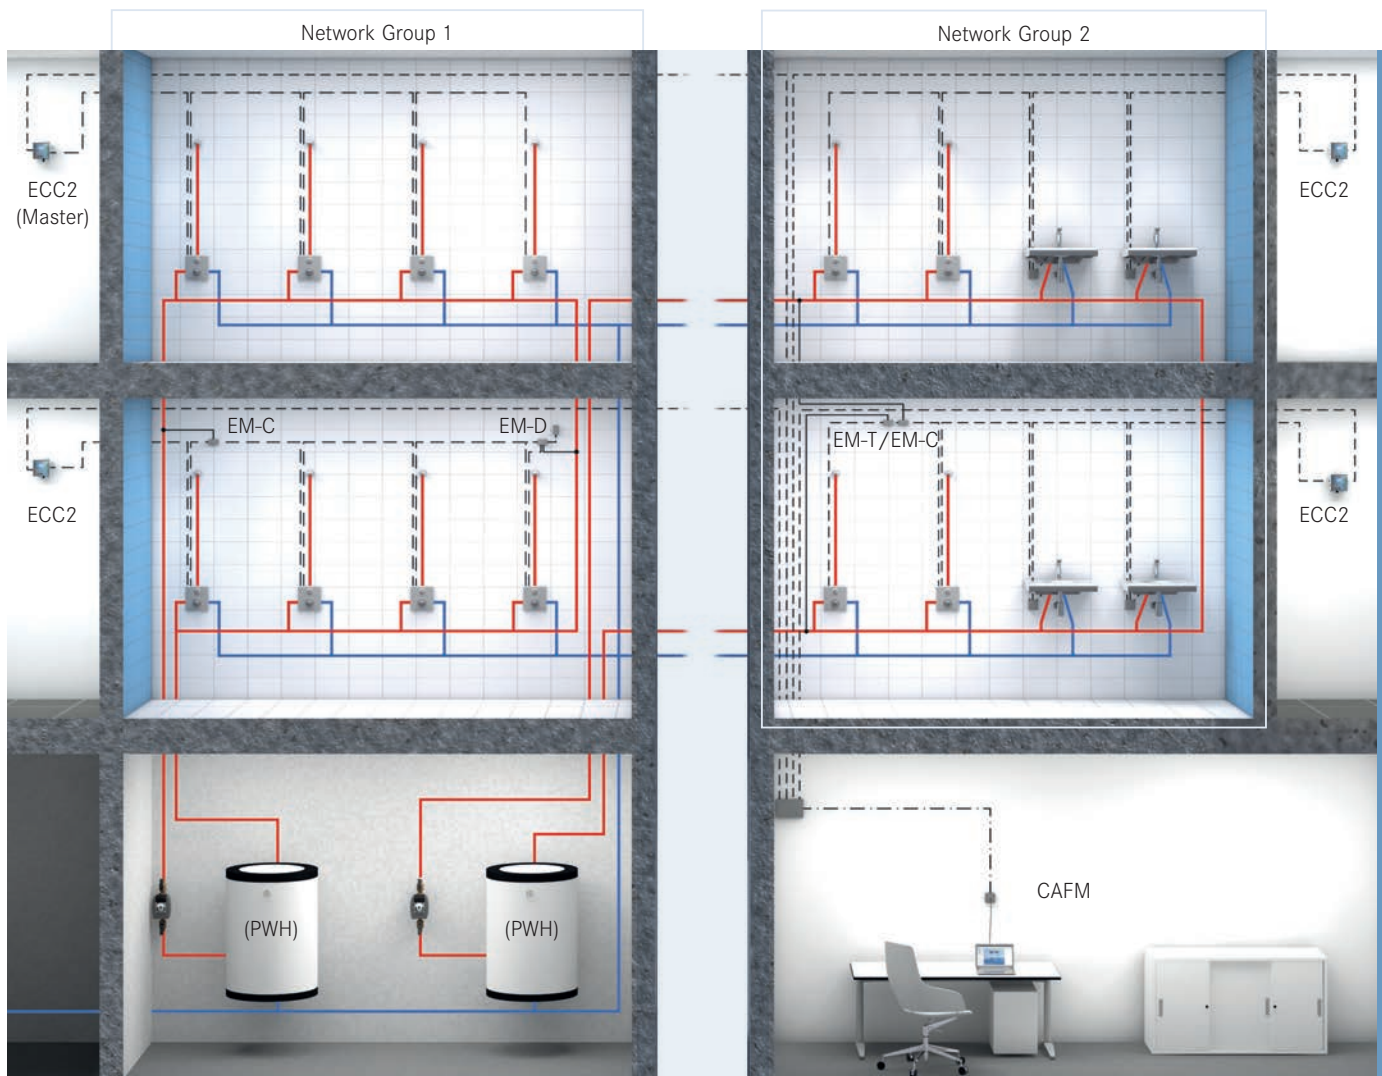 Network Group 1
Network Group 2
ECC2
(Master)
ECC2
EM-C
EM-D
EM-T/EM-C
ECC2
ECC2
(PWH)
(PWH)
CAFM